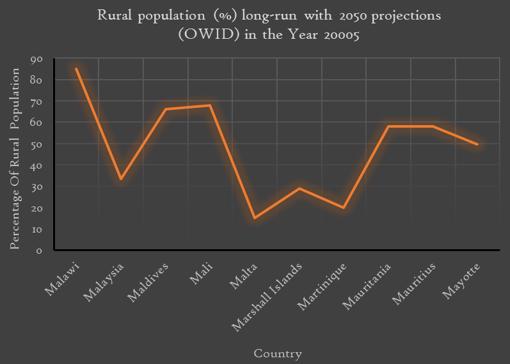 Rural population (%) long-run with 2050 projections
(OWID) in the Year 20005
Percentage Of Rural Population
90
80
70
60
50
40
30
20
10
0
Malawi
Malaysia
Maldives
Mali
Malta
Marshall Islands
Martinique
Mauritania
Mauritius
Mayotte
Country